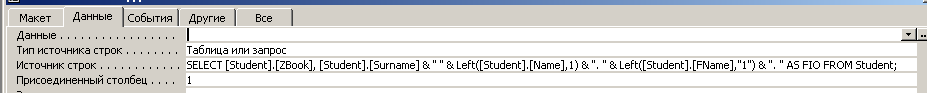 Макет Данные События Другие Все
Данные . . . . . . . . . . . . . . . . . .
Тип источника строк . . . . . . . . Таблица или запрос
Источник строк . . . . . . . . . . . . SELECT [Student].[ZBook], [Student].[Surname] & " " & Left([Student].[Name],1) & ". " & Left([Student].[FName],"1") & ". " AS FIO FROM Student;
Присоединенный столбец . . . . 1